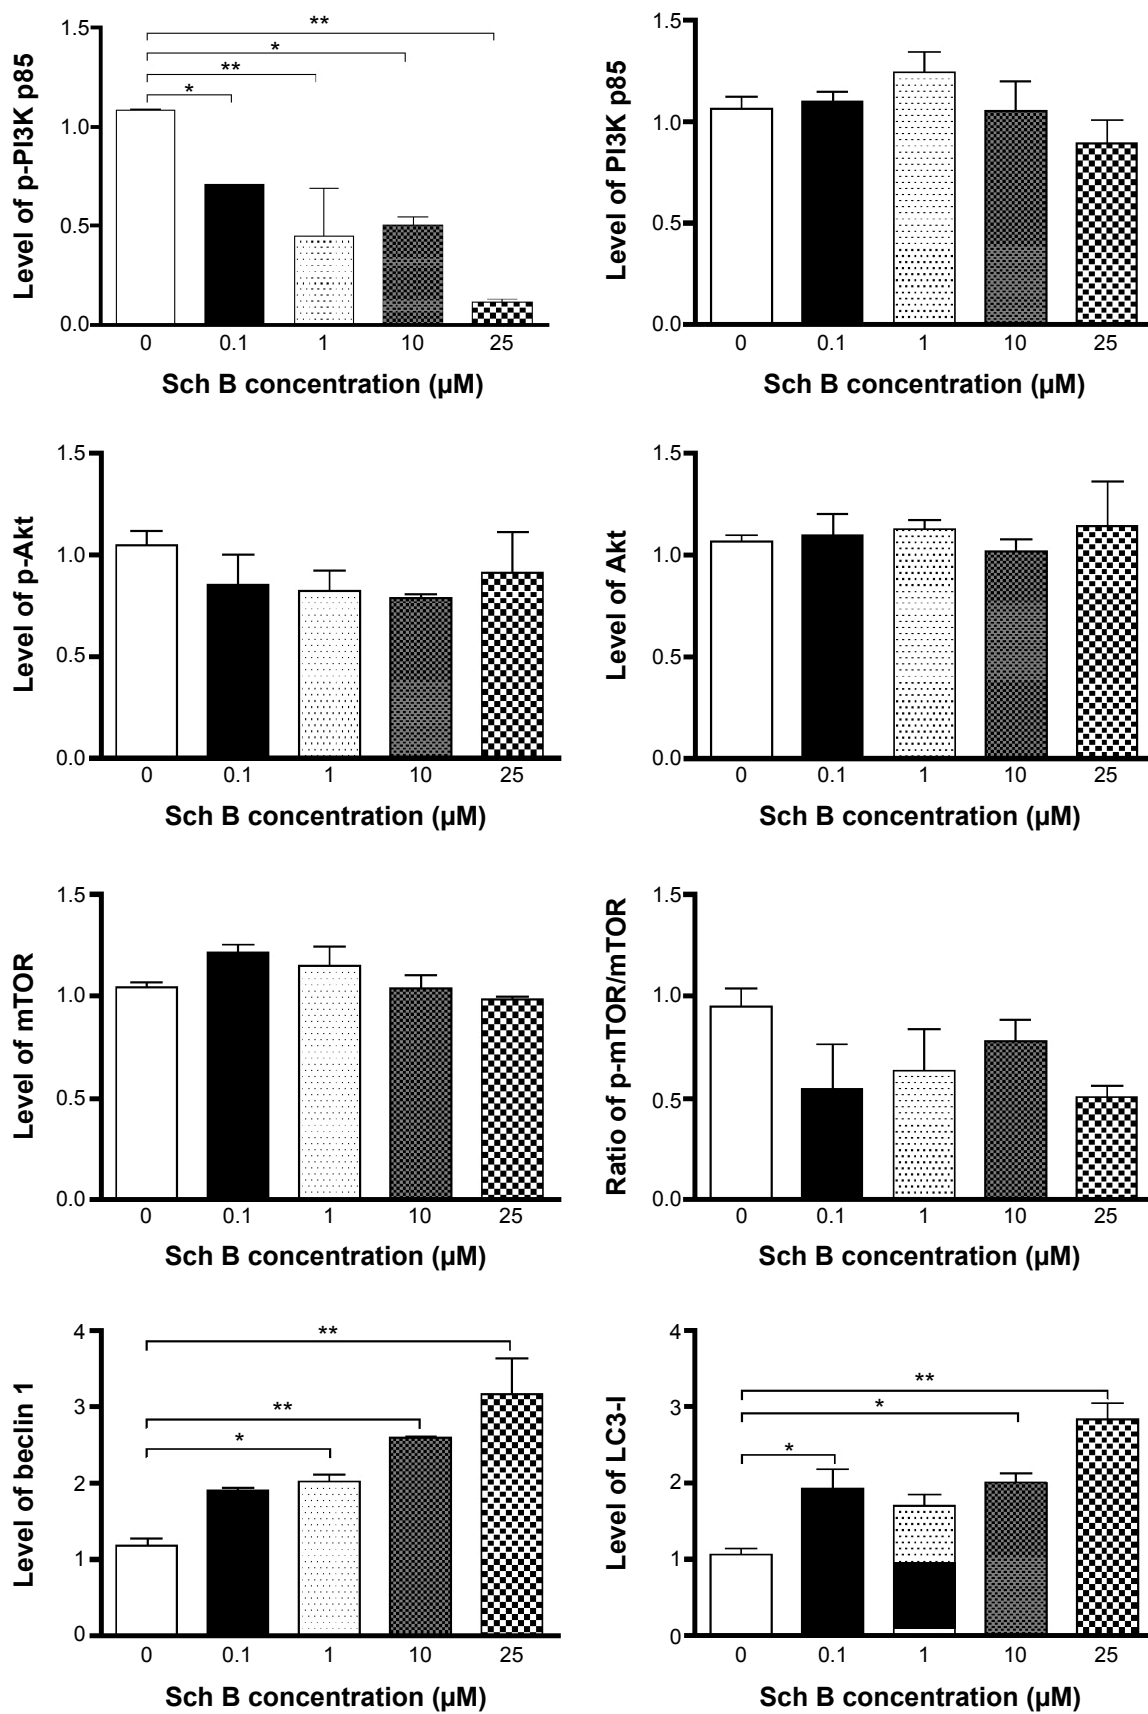 Level of p-PI3K p85
1.5
1.0
0.5
0.0
**
*
**
*
0 0.1 1 10 25
Sch B concentration (µM)
Level of PI3K p85
1.5
1.0
0.5
0.0
0 0.1 1 10 25
Sch B concentration (µM)
Level of p-Akt
1.5
1.0
0.5
0.0
0 0.1 1 10 25
Sch B concentration (µM)
Level of Akt
1.5
1.0
0.5
0.0
0 0.1 1 10 25
Sch B concentration (µM)
Level of mTOR
1.5
1.0
0.5
0.0
0 0.1 1 10 25
Sch B concentration (µM)
Ratio of p-mTOR/mTOR
1.5
1.0
0.5
0.0
0 0.1 1 10 25
Sch B concentration (µM)
Level of beclin 1
4
3
2
1
0
**
**
*
0 0.1 1 10 25
Sch B concentration (µM)
Level of LC3-I
4
3
2
1
0
**
*
*
0 0.1 1 10 25
Sch B concentration (µM)